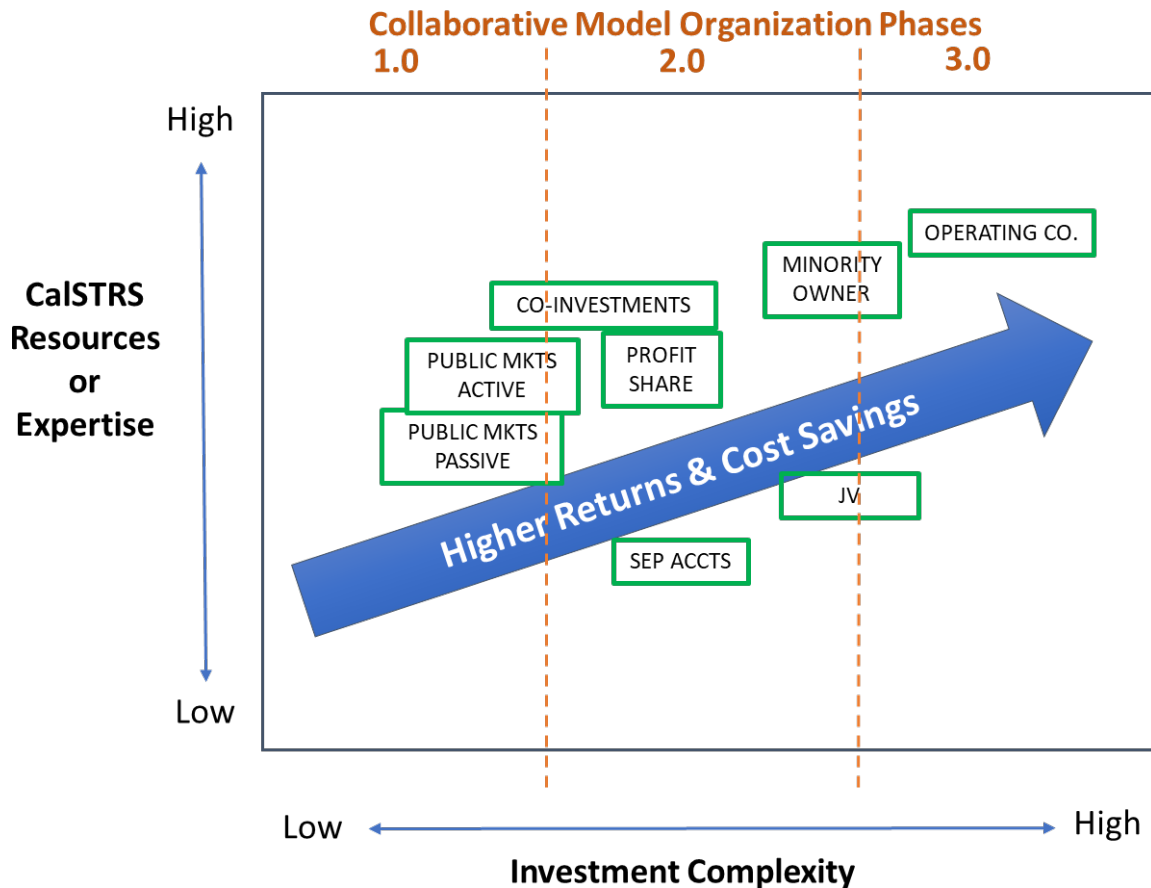 Collaborative Model Organization Phases
1.0
2.0
3.0
High
CalSTRS
Resources
or
Expertise
Low
OPERATING CO.
MINORITY
OWNER
CO-INVESTMENTS
PUBLIC MKTS
ACTIVE
PROFIT
SHARE
PUBLIC MKTS
PASSIVE
Higher Returns & Cost Savings
JV
SEP ACCTS
Low
High
Investment Complexity